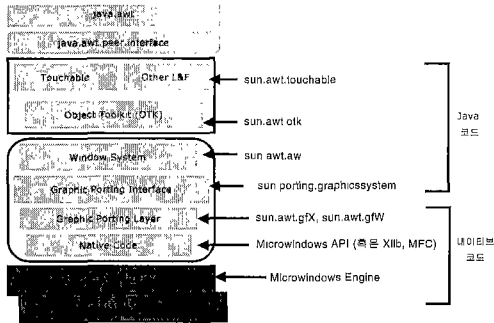 java.awt
java.awt.peer.interface
Touchable Other L&F
sun.awt.touchable
Object Toolkit (OTK)
sun.awt otk
Window System
sun awt.aw
Graphic Porting Interface
sun porting.graphicssystem
Graphic Porting Layer
sun.awt.gfX, sun.awt.gfW
Native Code
Microwindows API (혹은 Xlib, MFC)
Microwindows Engine
Java
코드
네이티브
코드